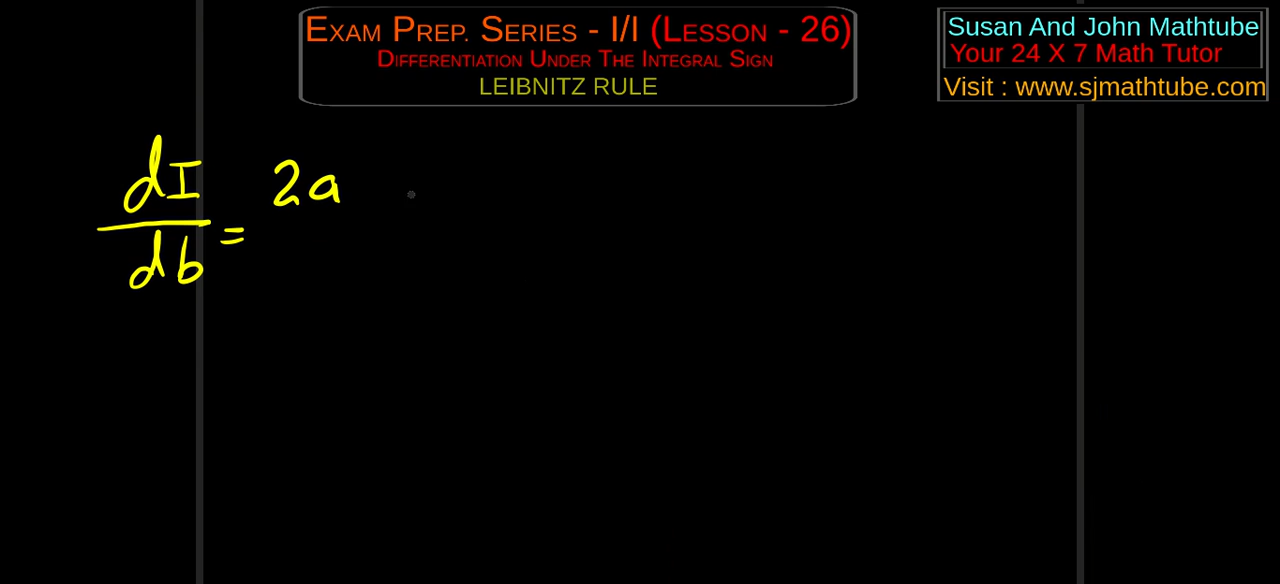 EXAM PREP. SERIES - I/I (LESSON - 26)
DIFFERENTIATION UNDER THE INTEGRAL SIGN
LEIBNITZ RULE
Susan And John Mathtube
Your 24 X 7 Math Tutor
Visit : www.sjmathtube.com
dI/db = 2a